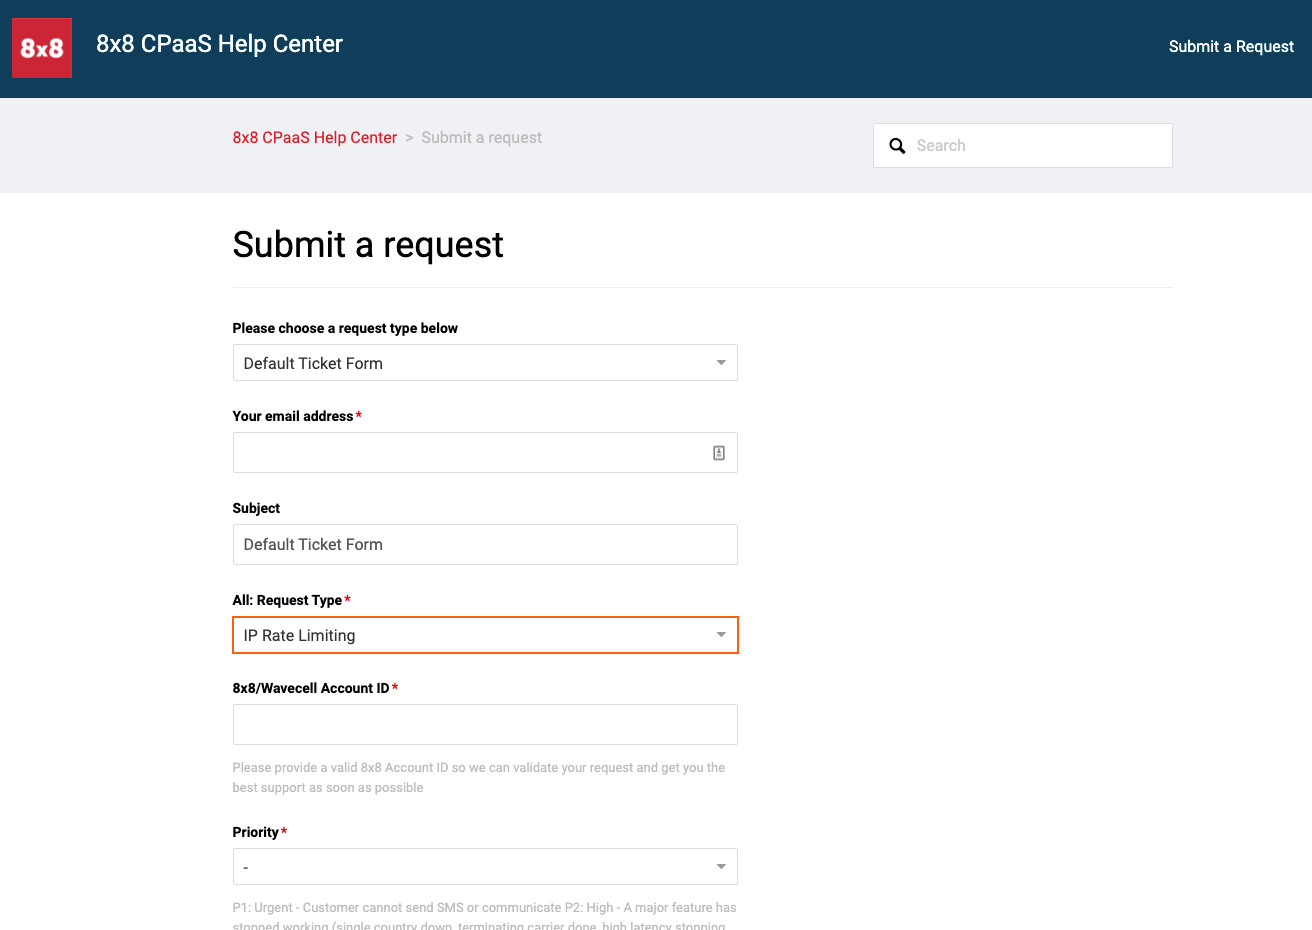 8x8
8x8 CPaaS Help Center
Submit a Request
8x8 CPaaS Help Center > Submit a request
Search
Submit a request
Please choose a request type below
Default Ticket Form
Your email address*
Subject
Default Ticket Form
All: Request Type*
IP Rate Limiting
8x8/Wavecell Account ID*
Please provide a valid 8x8 Account ID so we can validate your request and get you the
best support as soon as possible
Priority*
-
P1: Urgent - Customer cannot send SMS or communicate P2: High - A major feature has
stopped working (single country down, terminating carrier done, high latency stopping